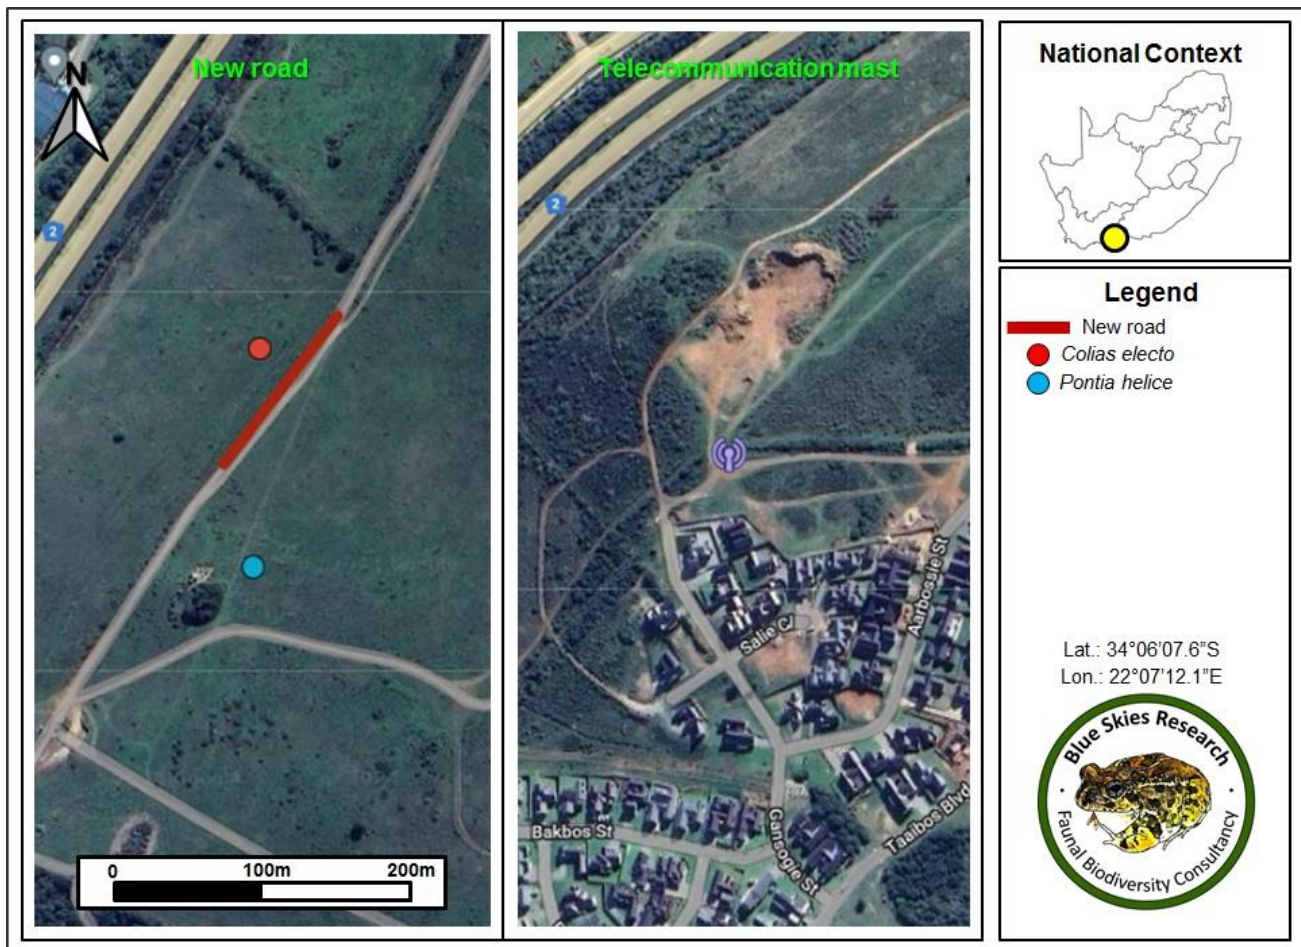 New road
N
2
2
0
100m
200m
Telecommunication mast
2
Salie Cl
Aarbossie St
Bakbos St
Gansogie St
Taaibos Blvd
National Context
Legend
New road
Colias electo
Pontia helice
Lat.: 34°06'07.6"S
Lon.: 22°07'12.1"E
Blue Skies Research
Faunal Biodiversity Consultancy